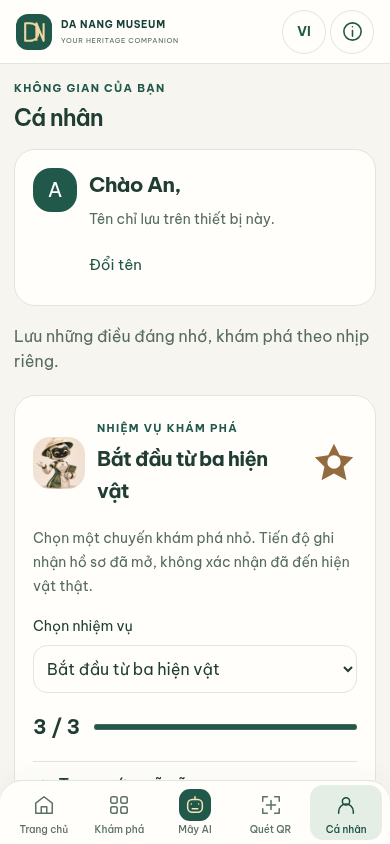 DA NANG MUSEUM
YOUR HERITAGE COMPANION
VI
KHÔNG GIAN CỦA BẠN
Cá nhân
A
Chào An,
Tên chỉ lưu trên thiết bị này.
Đổi tên
Lưu những điều đáng nhớ, khám phá theo nhịp
riêng.
NHIỆM VỤ KHÁM PHÁ
Bắt đầu từ ba hiện
vật
Chọn một chuyến khám phá nhỏ. Tiến độ ghi
nhận hồ sơ đã mở, không xác nhận đã đến hiện
vật thật.
Chọn nhiệm vụ
Bắt đầu từ ba hiện vật
3 / 3
Trang chủ
Khám phá
Mây AI
Quét QR
Cá nhân